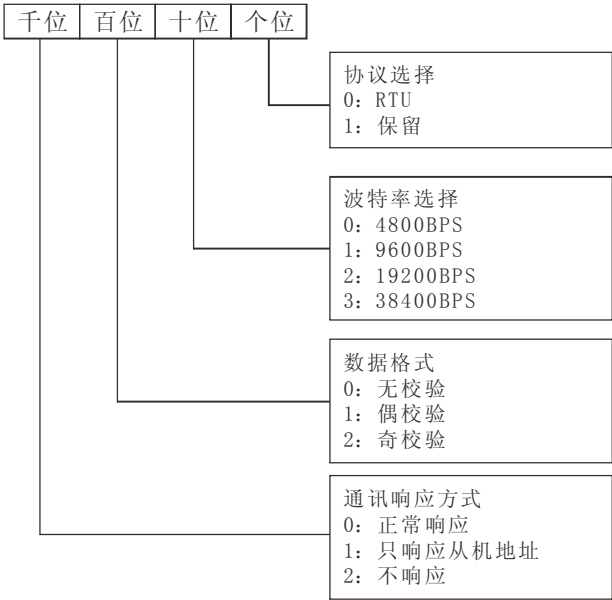 千位 百位 十位 个位
协议选择
0: RTU
1: 保留
波特率选择
0: 4800BPS
1: 9600BPS
2: 19200BPS
3: 38400BPS
数据格式
0: 无校验
1: 偶校验
2: 奇校验
通讯响应方式
0: 正常响应
1: 只响应从机地址
2: 不响应